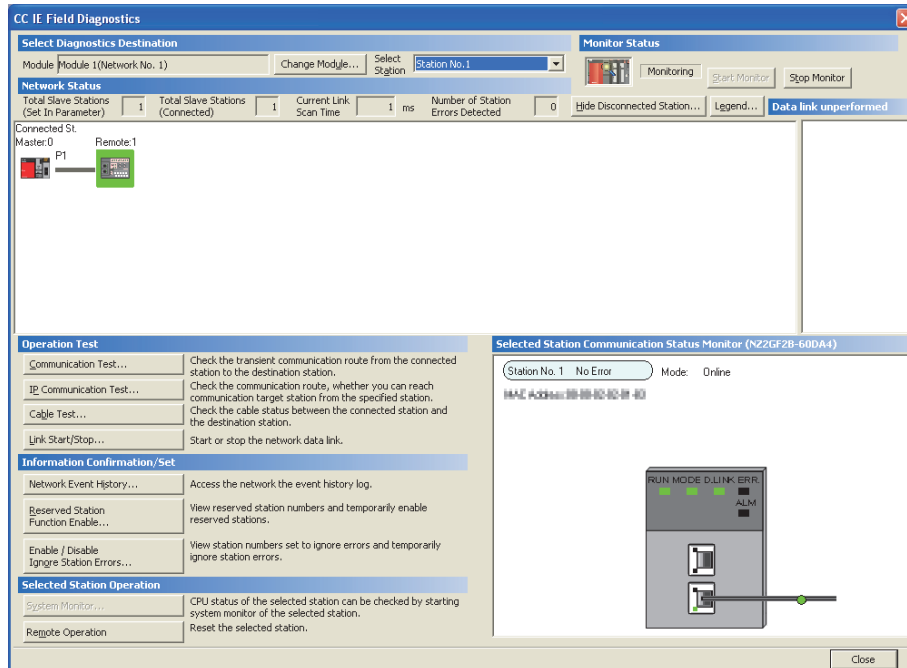 CC IE Field Diagnostics
Select Diagnostics Destination
Module Module 1(Network No. 1) Change Module... Select Station Station No.1
Monitor Status
Monitoring Start Monitor Stop Monitor
Network Status
Total Slave Stations (Set In Parameter) 1 Total Slave Stations (Connected) 1 Current Link Scan Time 1 ms Number of Station Errors Detected 0 Hide Disconnected Station... Legend... Data link unperformed
Connected St.
Master:0 Remote:1
P1
Operation Test
Communication Test... Check the transient communication route from the connected
station to the destination station.
IP Communication Test... Check the communication route, whether you can reach
communication target station from the specified station.
Cable Test... Check the cable status between the connected station and
the destination station.
Link Start/Stop... Start or stop the network data link.
Information Confirmation/Set
Network Event History... Access the network the event history log.
Reserved Station
Function Enable...
View reserved station numbers and temporarily enable
reserved stations.
Enable / Disable
Ignore Station Errors...
View station numbers set to ignore errors and temporarily
ignore station errors.
Selected Station Operation
System Monitor... CPU status of the selected station can be checked by starting
system monitor of the selected station.
Remote Operation Reset the selected station.
Selected Station Communication Status Monitor (NZ2GF2B-60DA4)
Station No. 1 No Error Mode: Online
RUN MODE D.LINK ERR.
ALM
Close